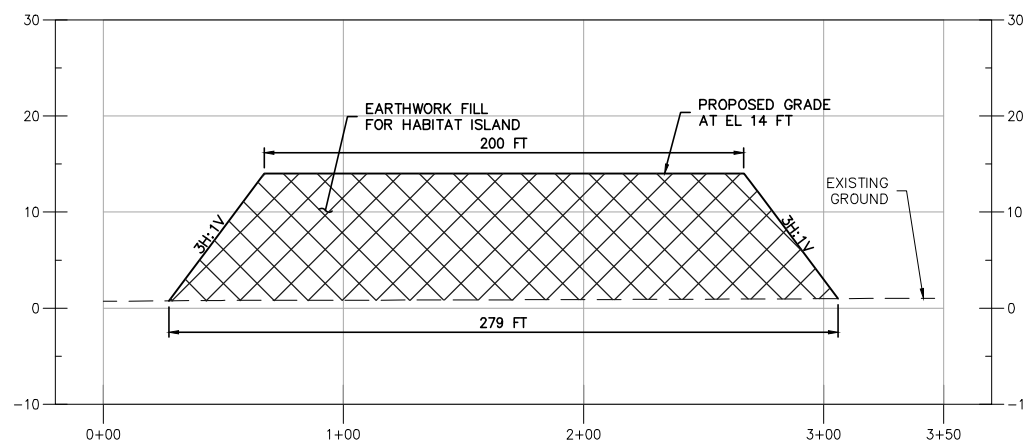 30
30
20
20
10
10
0
0
-10
-1
EARTHWORK FILL
FOR HABITAT ISLAND
PROPOSED GRADE
AT EL 14 FT
200 FT
EXISTING
GROUND
3H:1V
3H:1V
279 FT
0+00
1+00
2+00
3+00
3+50